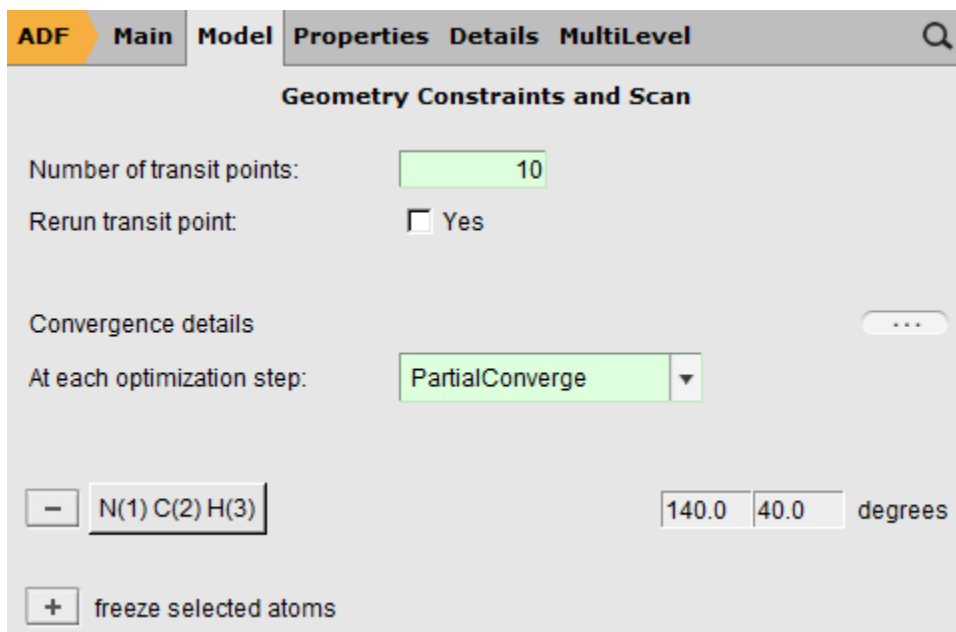 ADF Main Model Properties Details MultiLevel
Geometry Constraints and Scan
Number of transit points: 10
Rerun transit point: Yes
Convergence details ...
At each optimization step: PartialConverge
− N(1) C(2) H(3) 140.0 40.0 degrees
+ freeze selected atoms